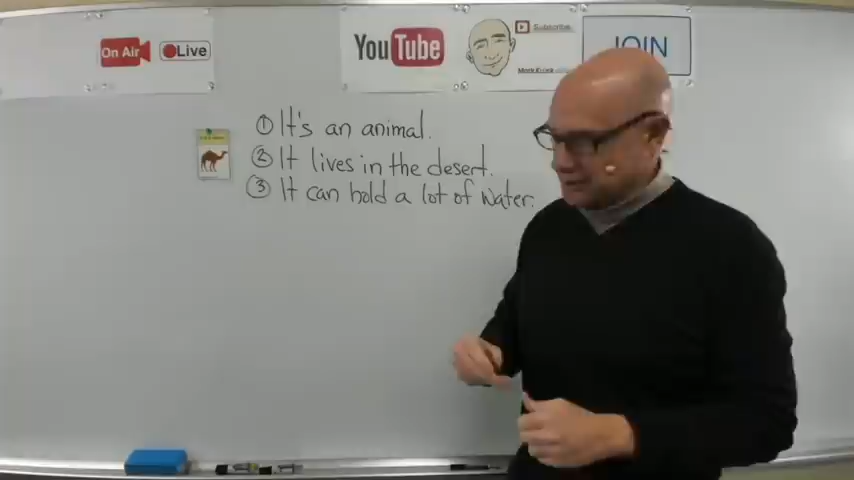 On Air
Live
YouTube
Subscribe
JOIN
① It's an animal.
② It lives in the desert.
③ It can hold a lot of water.